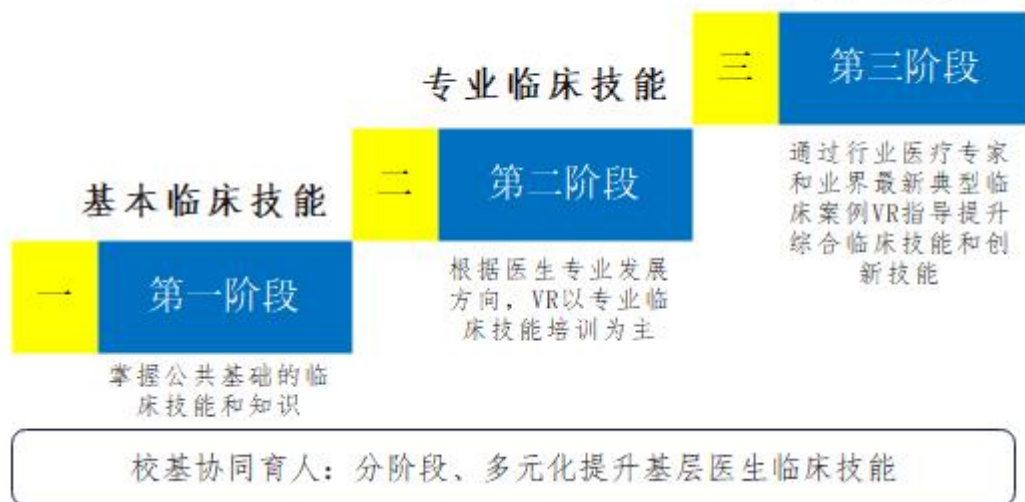 三
第三阶段
专业临床技能
通过行业医疗专家
和业界最新典型临
床案例VR指导提升
综合临床技能和创
新技能
二
第二阶段
基本临床技能
根据医生专业发展
方向，VR以专业临
床技能培训为主
一
第一阶段
掌握公共基础的临
床技能和知识
校基协同育人：分阶段、多元化提升基层医生临床技能